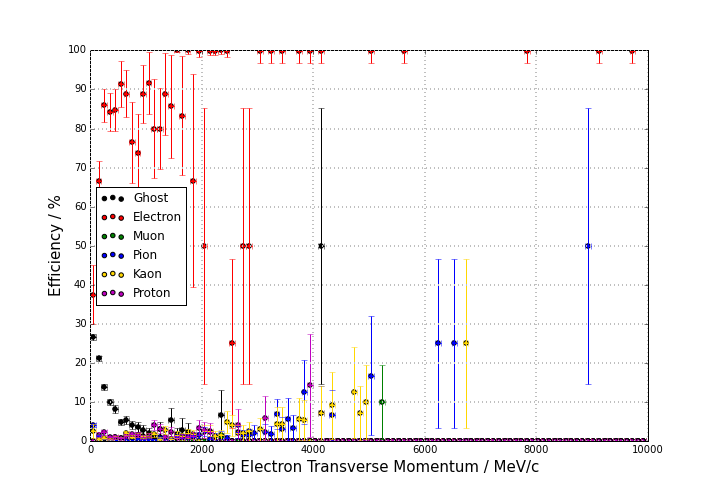 100
90
80
70
60
50
40
30
20
10
0
Efficiency / %
Ghost
Electron
Muon
Pion
Kaon
Proton
0 2000 4000 6000 8000 10000
Long Electron Transverse Momentum / MeV/c